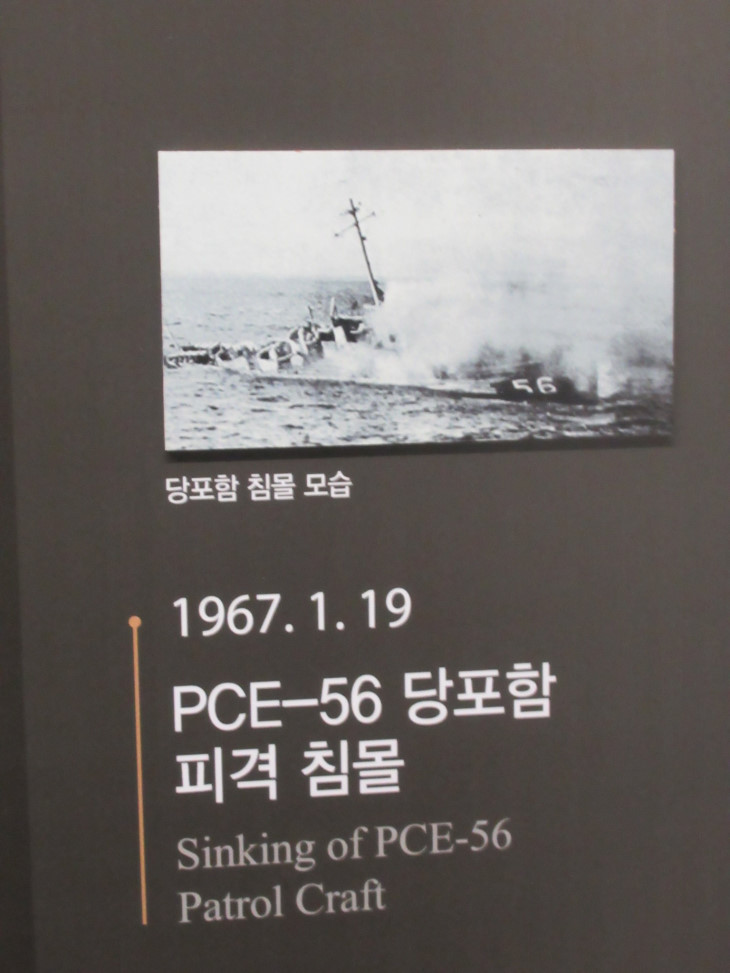 56
당포함 침몰 모습
1967. 1. 19
PCE-56 당포함
피격 침몰
Sinking of PCE-56
Patrol Craft